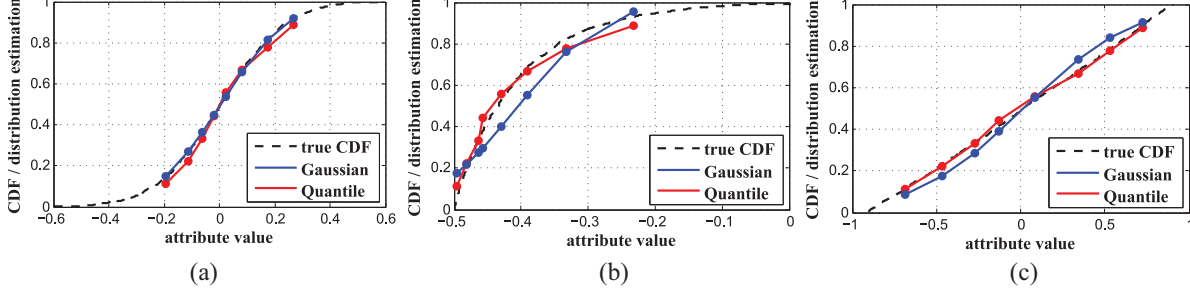 CDF / distribution estimation
1
0.8
0.6
0.4
0.2
0
−0.6
−0.4
−0.2
0
0.2
0.4
0.6
true CDF
Gaussian
Quantile
attribute value
(a)
CDF / distribution estimation
1
0.8
0.6
0.4
0.2
0
−0.5
−0.4
−0.3
−0.2
−0.1
0
true CDF
Gaussian
Quantile
attribute value
(b)
CDF / distribution estimation
1
0.8
0.6
0.4
0.2
0
−1
−0.5
0
0.5
1
true CDF
Gaussian
Quantile
attribute value
(c)